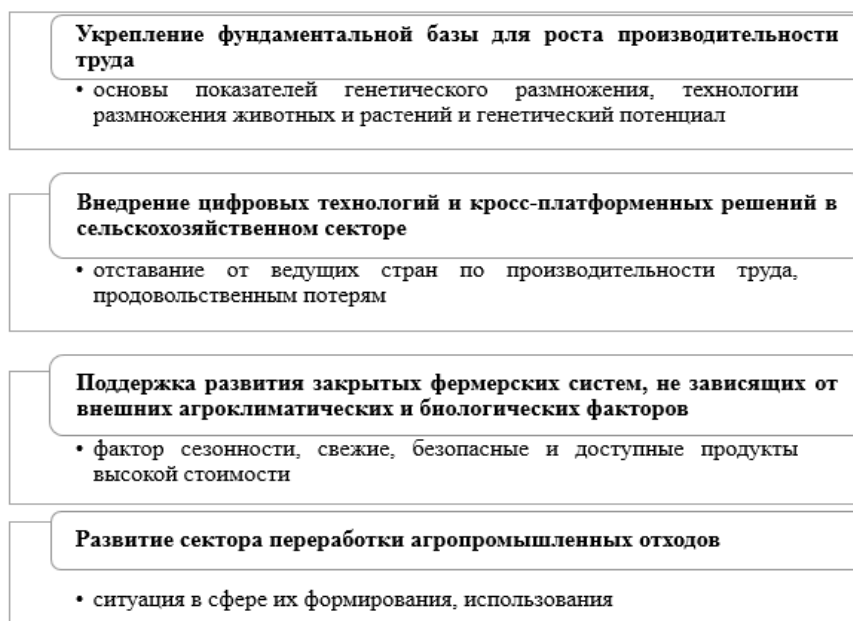 Укрепление фундаментальной базы для роста производительности
труда
• основы показателей генетического размножения, технологии
размножения животных и растений и генетический потенциал
Внедрение цифровых технологий и кросс-платформенных решений в
сельскохозяйственном секторе
• отставание от ведущих стран по производительности труда,
продовольственным потерям
Поддержка развития закрытых фермерских систем, не зависящих от
внешних агроклиматических и биологических факторов
• фактор сезонности, свежие, безопасные и доступные продукты
высокой стоимости
Развитие сектора переработки агропромышленных отходов
• ситуация в сфере их формирования, использования